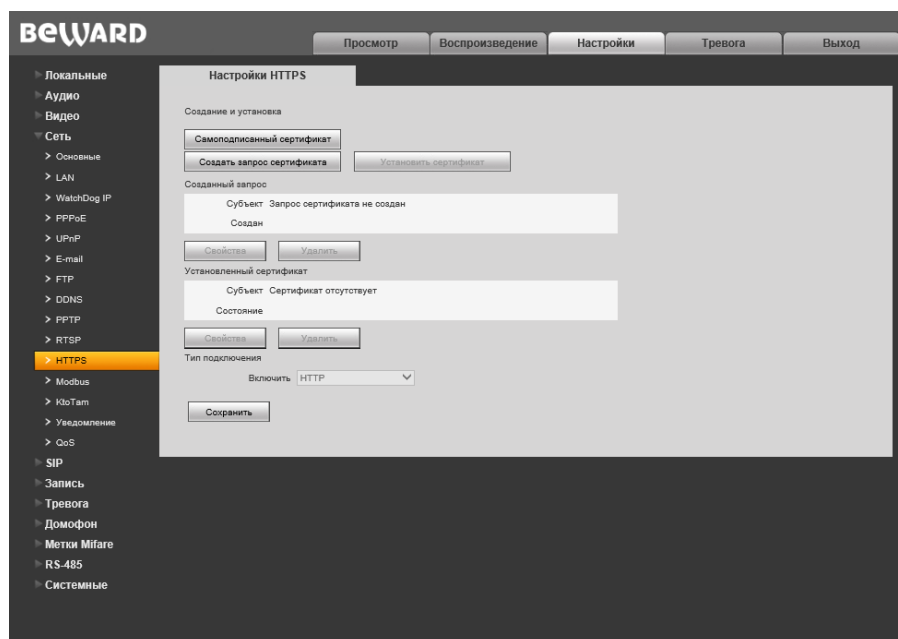 BEWARD
Просмотр Воспроизведение Настройки Тревога Выход
Локальные
Аудио
Видео
Сеть
Основные
LAN
WatchDog IP
PPPoE
UPnP
E-mail
FTP
DDNS
PPTP
RTSP
HTTPS
Modbus
KtoTam
Уведомление
QoS
SIP
Запись
Тревога
Домофон
Метки Mifare
RS-485
Системные
Настройки HTTPS
Создание и установка
Самоподписанный сертификат
Создать запрос сертификата Установить сертификат
Созданный запрос
Субъект Запрос сертификата не создан
Создан
Свойства Удалить
Установленный сертификат
Субъект Сертификат отсутствует
Состояние
Свойства Удалить
Тип подключения
Включить HTTP
Сохранить